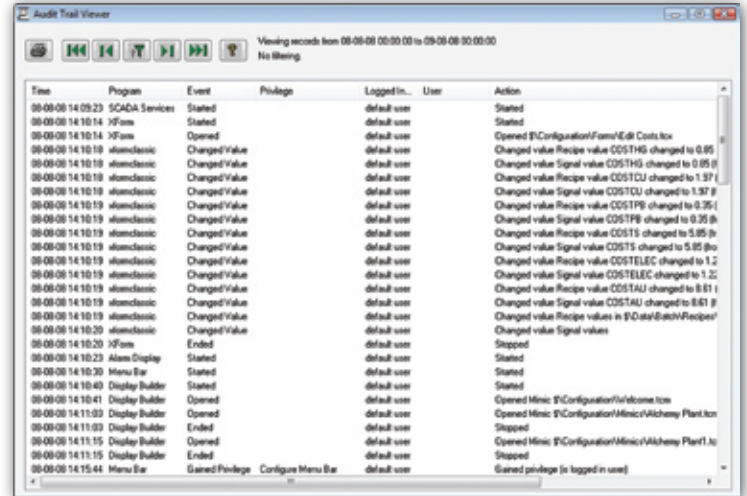 Audit Trail Viewer
Viewing records from 08-08-08 00:00:00 to 09-08-08 00:00:00
No filtering.
Time Program Event Privilege Logged In... User Action
08-08-08 14:09:23 SCADA Services Started default user Started
08-08-08 14:10:14 XForm Started default user Started
08-08-08 14:10:14 XForm Opened default user Opened $\Configuration\Forms\Edit Costs.tcx
08-08-08 14:10:18 xformclassic Changed Value default user Changed value Recipe value COSTHG changed to 0.85
08-08-08 14:10:18 xformclassic Changed Value default user Changed value Signal value COSTHG changed to 0.85 (f
08-08-08 14:10:18 xformclassic Changed Value default user Changed value Recipe value COSTCU changed to 1.97 (
08-08-08 14:10:18 xformclassic Changed Value default user Changed value Signal value COSTCU changed to 1.97 (f
08-08-08 14:10:19 xformclassic Changed Value default user Changed value Recipe value COSTPB changed to 0.35 (
08-08-08 14:10:19 xformclassic Changed Value default user Changed value Signal value COSTPB changed to 0.35 (fr
08-08-08 14:10:19 xformclassic Changed Value default user Changed value Recipe value COSTS changed to 5.85 (fr
08-08-08 14:10:19 xformclassic Changed Value default user Changed value Signal value COSTS changed to 5.85 (fro
08-08-08 14:10:19 xformclassic Changed Value default user Changed value Recipe value COSTELEC changed to 1.2
08-08-08 14:10:19 xformclassic Changed Value default user Changed value Signal value COSTELEC changed to 1.22
08-08-08 14:10:19 xformclassic Changed Value default user Changed value Recipe value COSTAU changed to 8.61 (
08-08-08 14:10:19 xformclassic Changed Value default user Changed value Signal value COSTAU changed to 8.61 (f
08-08-08 14:10:19 xformclassic Changed Value default user Changed value Recipe values in $\Data\Batch\Recipes\
08-08-08 14:10:20 xformclassic Changed Value default user Changed value Signal values
08-08-08 14:10:20 XForm Ended default user Stopped
08-08-08 14:10:23 Alarm Display Started default user Started
08-08-08 14:10:30 Menu Bar Started default user Started
08-08-08 14:10:40 Display Builder Started default user Started
08-08-08 14:10:41 Display Builder Opened default user Opened Mimic $\Configuration\Welcome.tcm
08-08-08 14:11:03 Display Builder Opened default user Opened Mimic $\Configuration\Mimics\Alchemy Plant.tcm
08-08-08 14:11:03 Display Builder Ended default user Stopped
08-08-08 14:11:15 Display Builder Opened default user Opened Mimic $\Configuration\Mimics\Alchemy Plant1.tc
08-08-08 14:11:15 Display Builder Ended default user Stopped
08-08-08 14:15:44 Menu Bar Gained Privilege Configure Menu Bar default user Gained privilege (is logged in user)